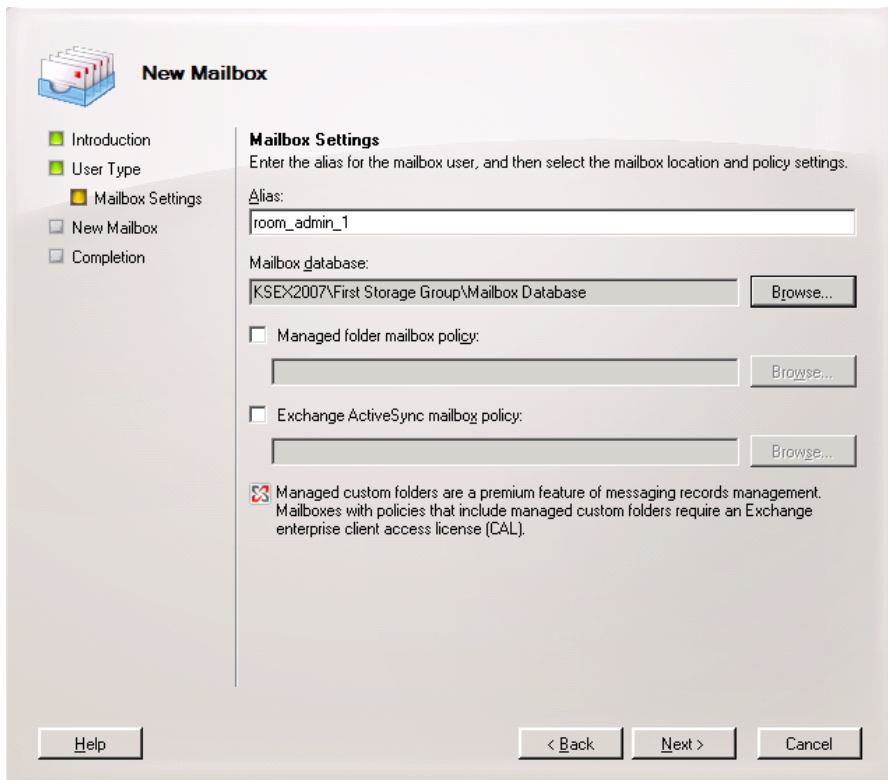 New Mailbox
Introduction
User Type
Mailbox Settings
New Mailbox
Completion
Mailbox Settings
Enter the alias for the mailbox user, and then select the mailbox location and policy settings.
Alias:
room_admin_1
Mailbox database:
KSEX2007\First Storage Group\Mailbox Database
Browse...
Managed folder mailbox policy:
Browse...
Exchange ActiveSync mailbox policy:
Browse...
Managed custom folders are a premium feature of messaging records management.
Mailboxes with policies that include managed custom folders require an Exchange
enterprise client access license (CAL).
Help
< Back
Next >
Cancel